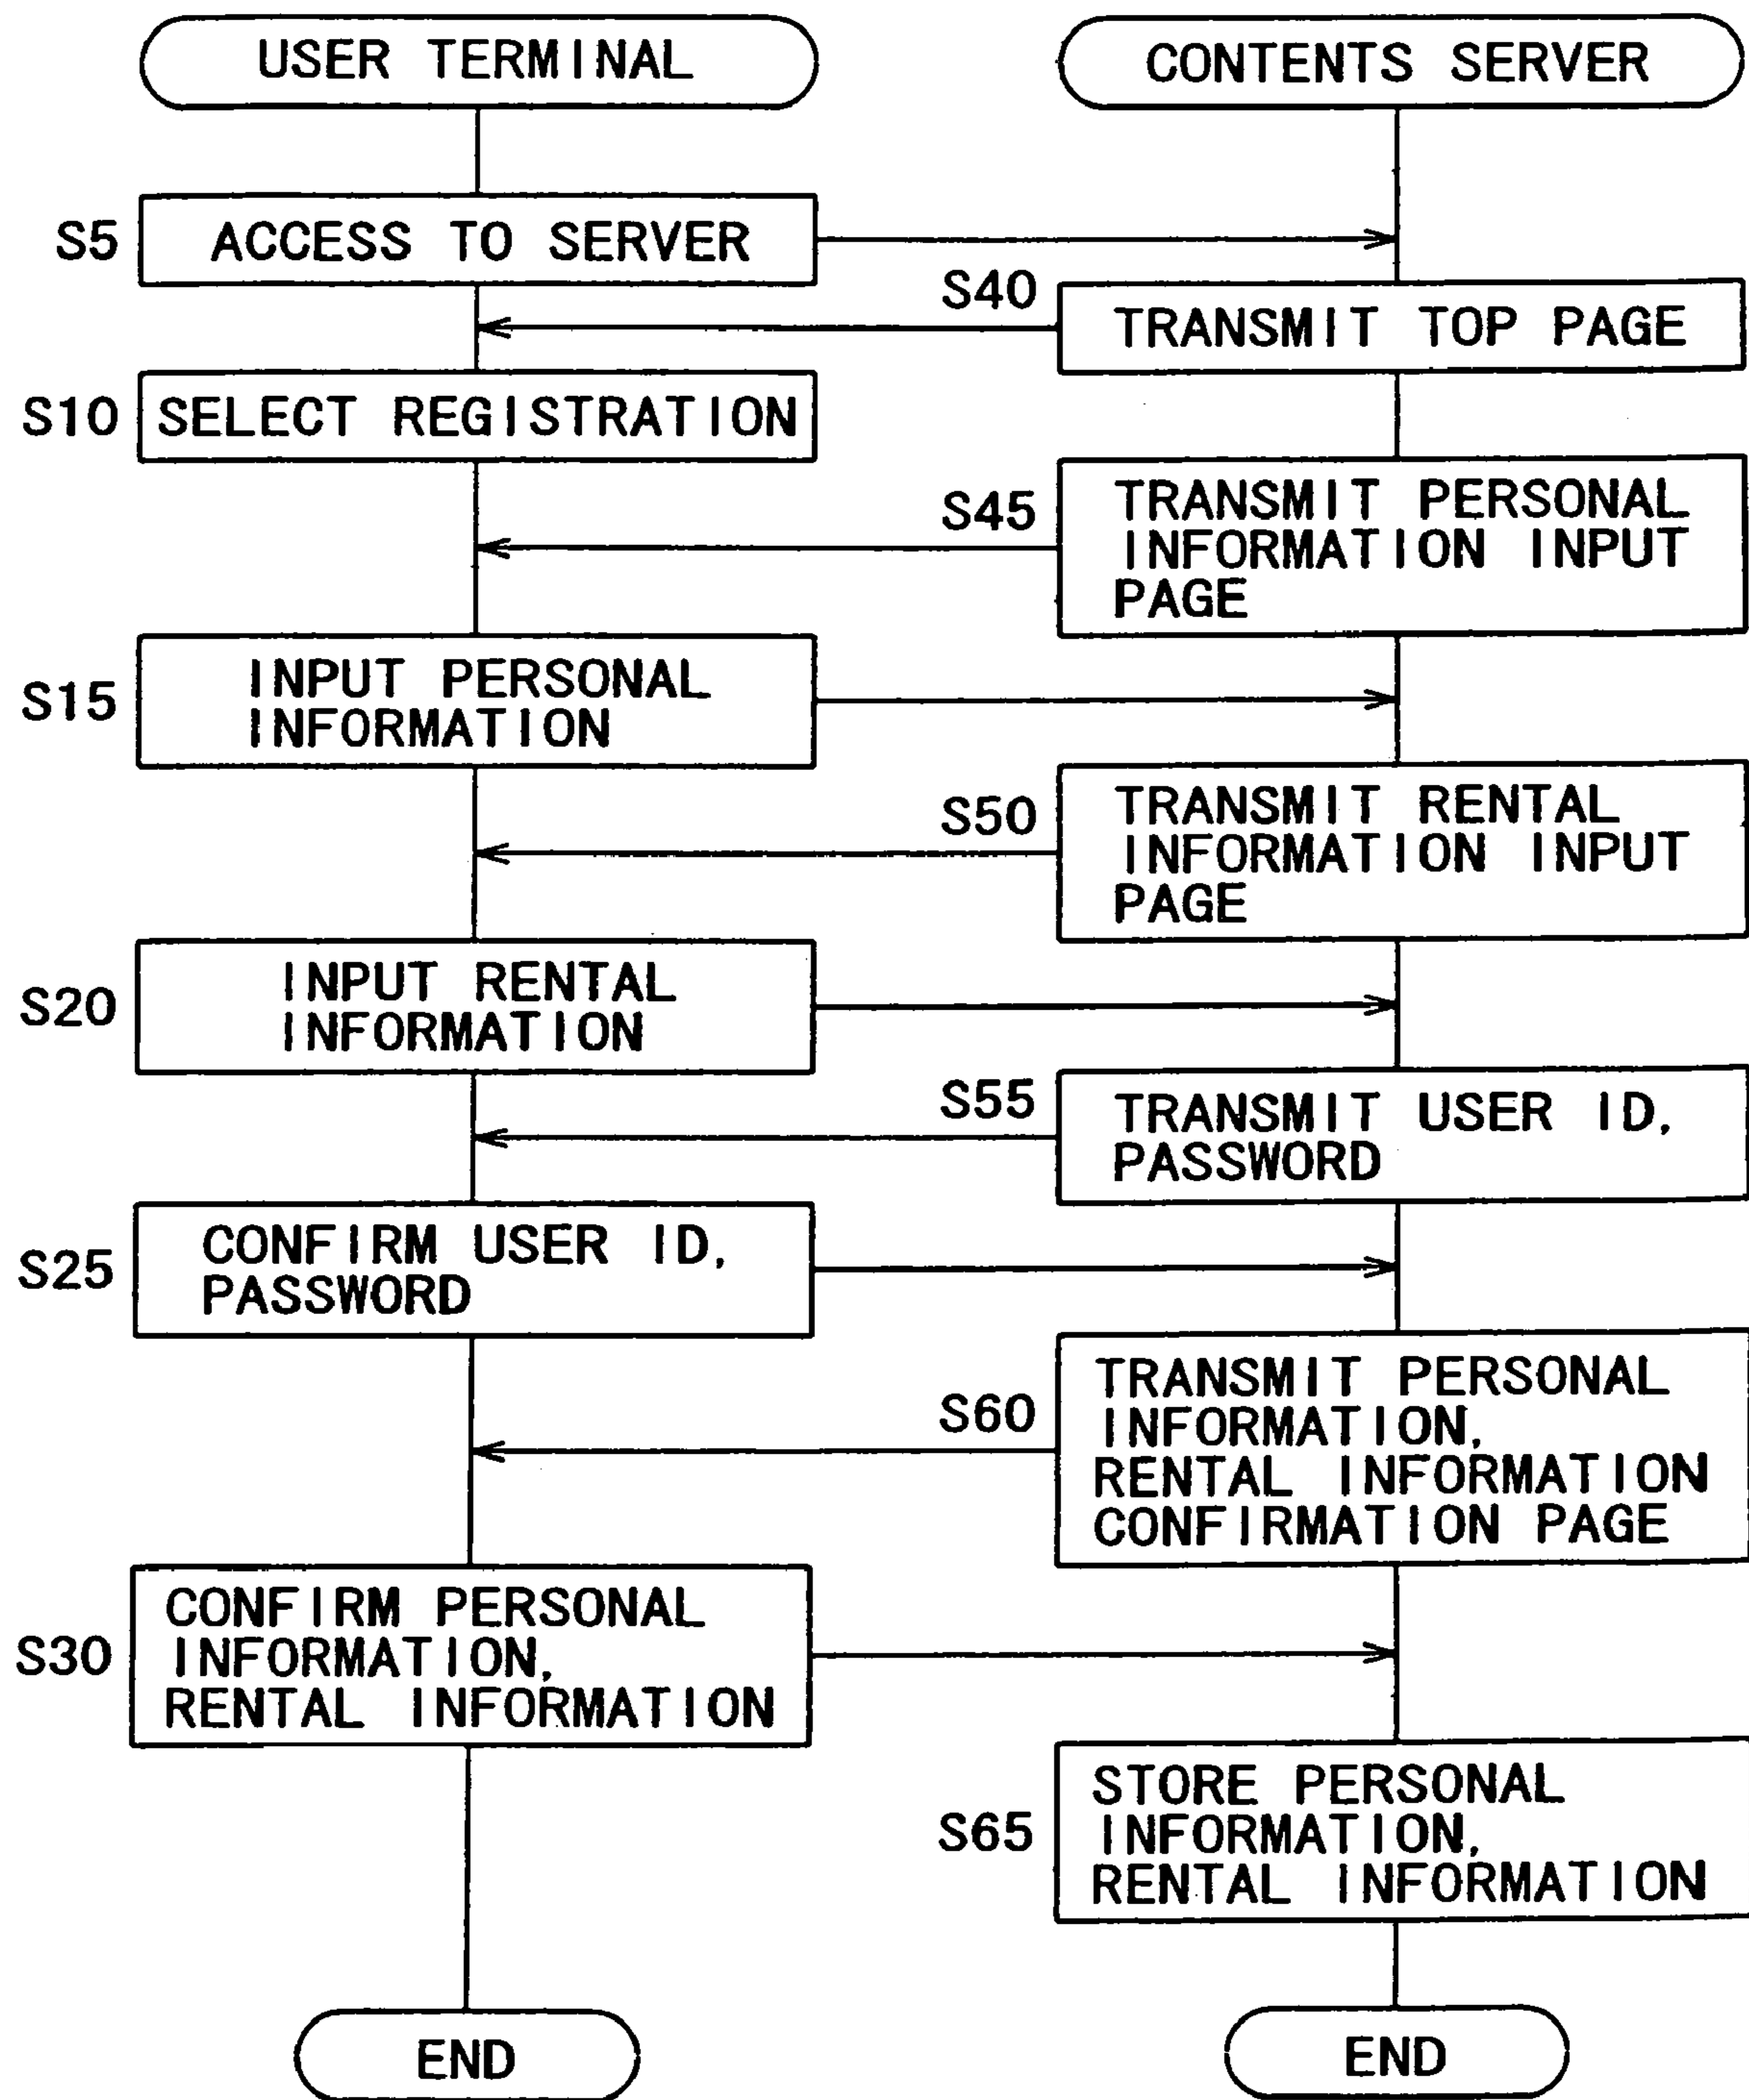 USER TERMINAL
CONTENTS SERVER
S5
ACCESS TO SERVER
S40
TRANSMIT TOP PAGE
S10
SELECT REGISTRATION
S45
TRANSMIT PERSONAL
INFORMATION INPUT
PAGE
S15
INPUT PERSONAL
INFORMATION
S50
TRANSMIT RENTAL
INFORMATION INPUT
PAGE
S20
INPUT RENTAL
INFORMATION
S55
TRANSMIT USER ID,
PASSWORD
S25
CONFIRM USER ID,
PASSWORD
S60
TRANSMIT PERSONAL
INFORMATION,
RENTAL INFORMATION
CONFIRMATION PAGE
S30
CONFIRM PERSONAL
INFORMATION,
RENTAL INFORMATION
S65
STORE PERSONAL
INFORMATION,
RENTAL INFORMATION
END
END